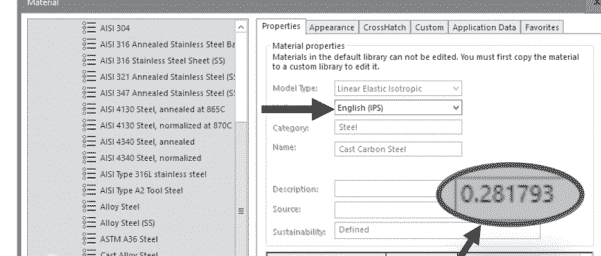 Material
AISI 304
AISI 316 Annealed Stainless Steel Ba
AISI 316 Stainless Steel Sheet (SS)
AISI 321 Annealed Stainless Steel (S
AISI 347 Annealed Stainless Steel (S
AISI 4130 Steel, annealed at 865C
AISI 4130 Steel, normalized at 870C
AISI 4340 Steel, annealed
AISI 4340 Steel, normalized
AISI Type 316L stainless steel
AISI Type A2 Tool Steel
Alloy Steel
Alloy Steel (SS)
ASTM A36 Steel
Cast Alloy Steel
Properties Appearance CrossHatch Custom Application Data Favorites
Material properties
Materials in the default library can not be edited. You must first copy the material
to a custom library to edit it.
Model Type: Linear Elastic Isotropic
English (IPS)
Category: Steel
Name: Cast Carbon Steel
Description:
0.281793
Source:
Sustainability: Defined